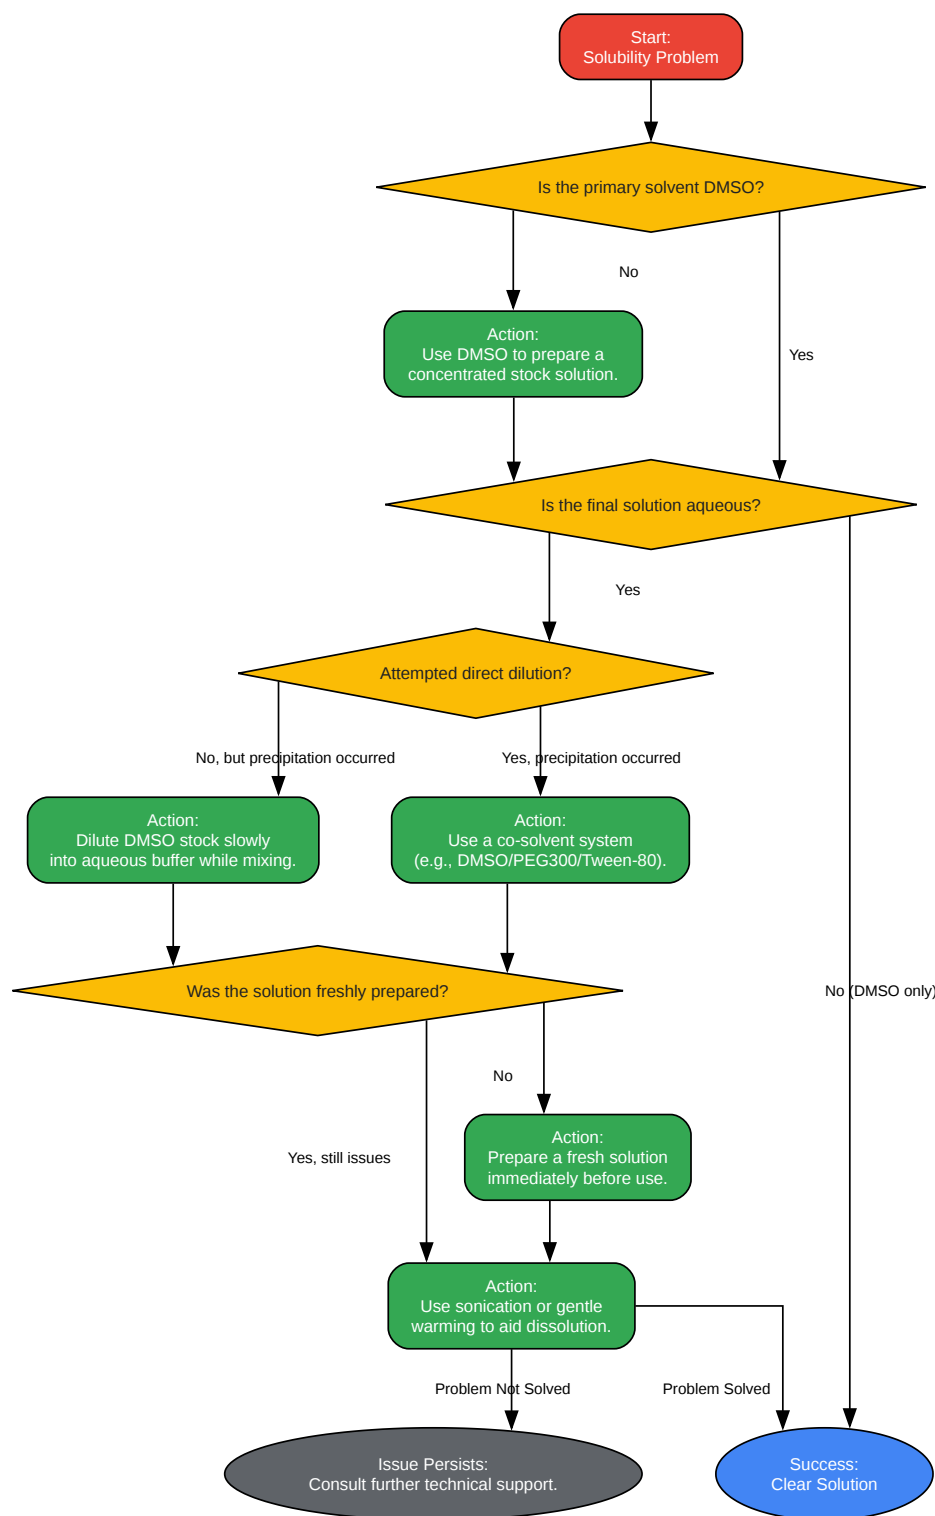 Start:
Solubility Problem
Is the primary solvent DMSO?
No
Action:
Use DMSO to prepare a
concentrated stock solution.
Yes
Is the final solution aqueous?
Yes
Attempted direct dilution?
No, but precipitation occurred
Yes, precipitation occurred
Action:
Dilute DMSO stock slowly
into aqueous buffer while mixing.
Action:
Use a co-solvent system
(e.g., DMSO/PEG300/Tween-80).
Was the solution freshly prepared?
No (DMSO only)
No
Action:
Prepare a fresh solution
immediately before use.
Yes, still issues
Action:
Use sonication or gentle
warming to aid dissolution.
Problem Not Solved
Problem Solved
Issue Persists:
Consult further technical support.
Success:
Clear Solution